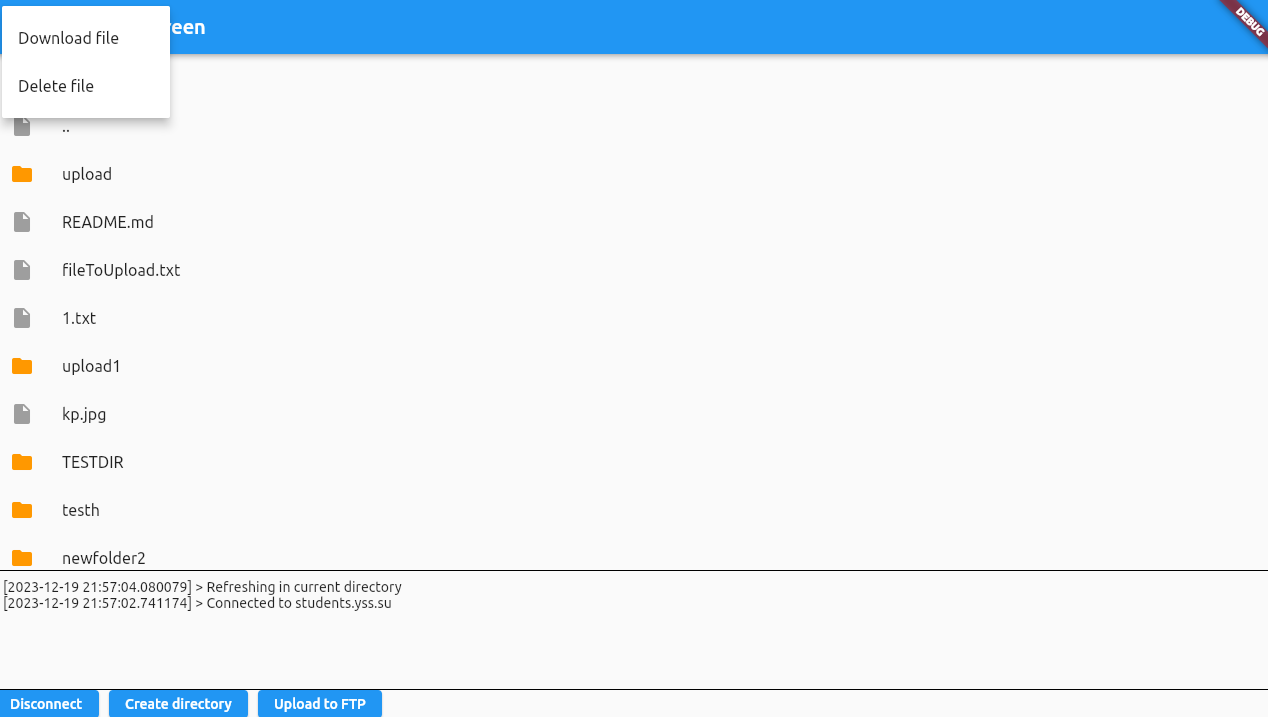 Download file
Delete file
DEBUG
..
upload
README.md
fileToUpload.txt
1.txt
upload1
kp.jpg
TESTDIR
testh
newfolder2
[2023-12-19 21:57:04.080079] > Refreshing in current directory
[2023-12-19 21:57:02.741174] > Connected to students.yss.su
Disconnect
Create directory
Upload to FTP